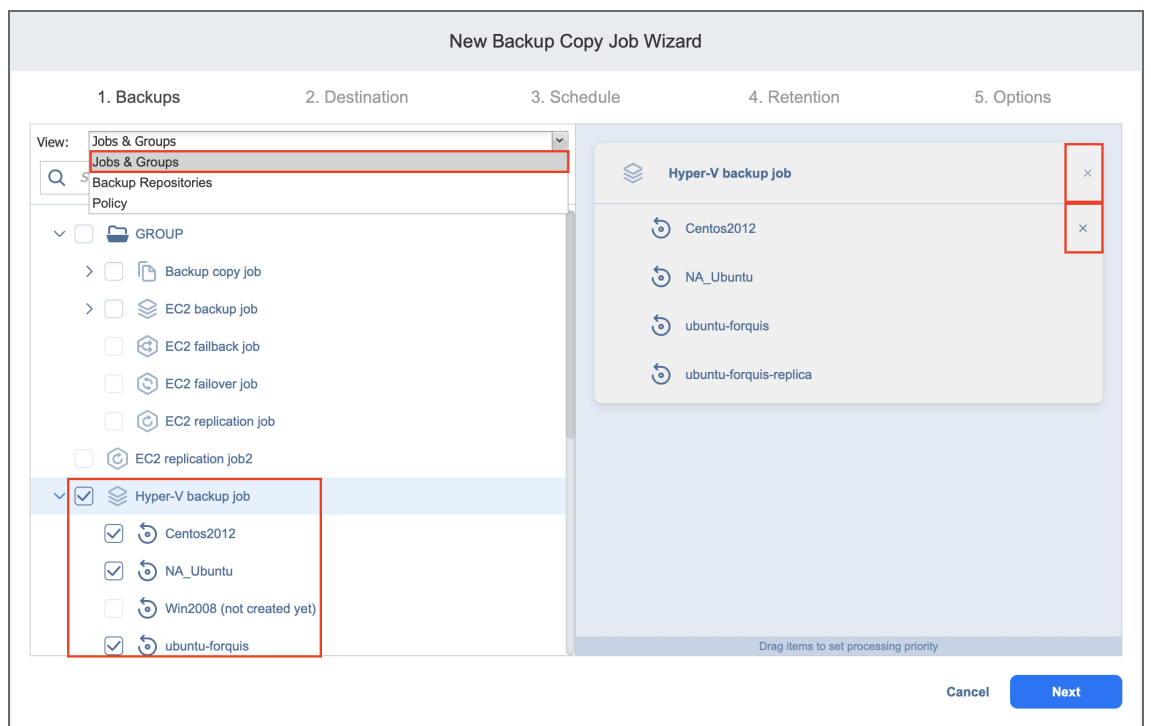 New Backup Copy Job Wizard
1. Backups
2. Destination
3. Schedule
4. Retention
5. Options
View:
Jobs & Groups
Jobs & Groups
Backup Repositories
Policy
GROUP
Backup copy job
EC2 backup job
EC2 failback job
EC2 failover job
EC2 replication job
EC2 replication job2
Hyper-V backup job
Centos2012
NA_Ubuntu
Win2008 (not created yet)
ubuntu-forquis
Hyper-V backup job
Centos2012
NA_Ubuntu
ubuntu-forquis
ubuntu-forquis-replica
Drag items to set processing priority
Cancel
Next